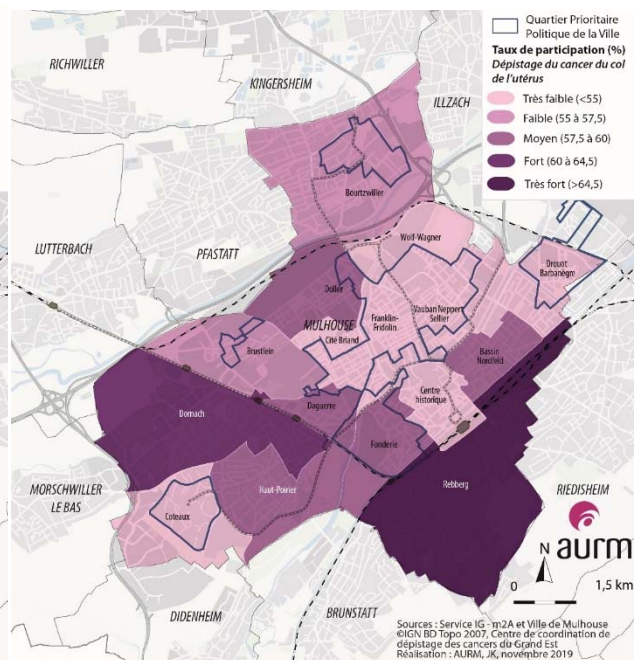 Quartier Prioritaire
Politique de la Ville
Taux de participation (%)
Dépistage du cancer du col
de l'utérus
Très faible (<55)
Faible (55 à 57,5)
Moyen (57,5 à 60)
Fort (60 à 64,5)
Très fort (>64,5)
RICHWILLER
KINGERSHEIM
ILLZACH
Bourtzwiller
LUTTERBACH
PFASTATT
Wolf-Wagner
Drouot
Barbanègre
Doller
MULHOUSE
Cité Briand
Franklin-
Fridolin
Vauban Neppert
Sellier
Brustlein
Bassin
Nordfeld
Centre
historique
Daguerre
Dornach
Fonderie
Haut-Poirier
Rebberg
MORSCHWILLER
LE BAS
Coteaux
RIEDISHEIM
aurm
N
0
1,5 km
DIDENHEIM
BRUNSTATT
Sources : Service IG - m2A et Ville de Mulhouse
©IGN BD Topo 2007, Centre de coordination de
dépistage des cancers du Grand Est
Réalisation : AURM, JK, novembre 2019